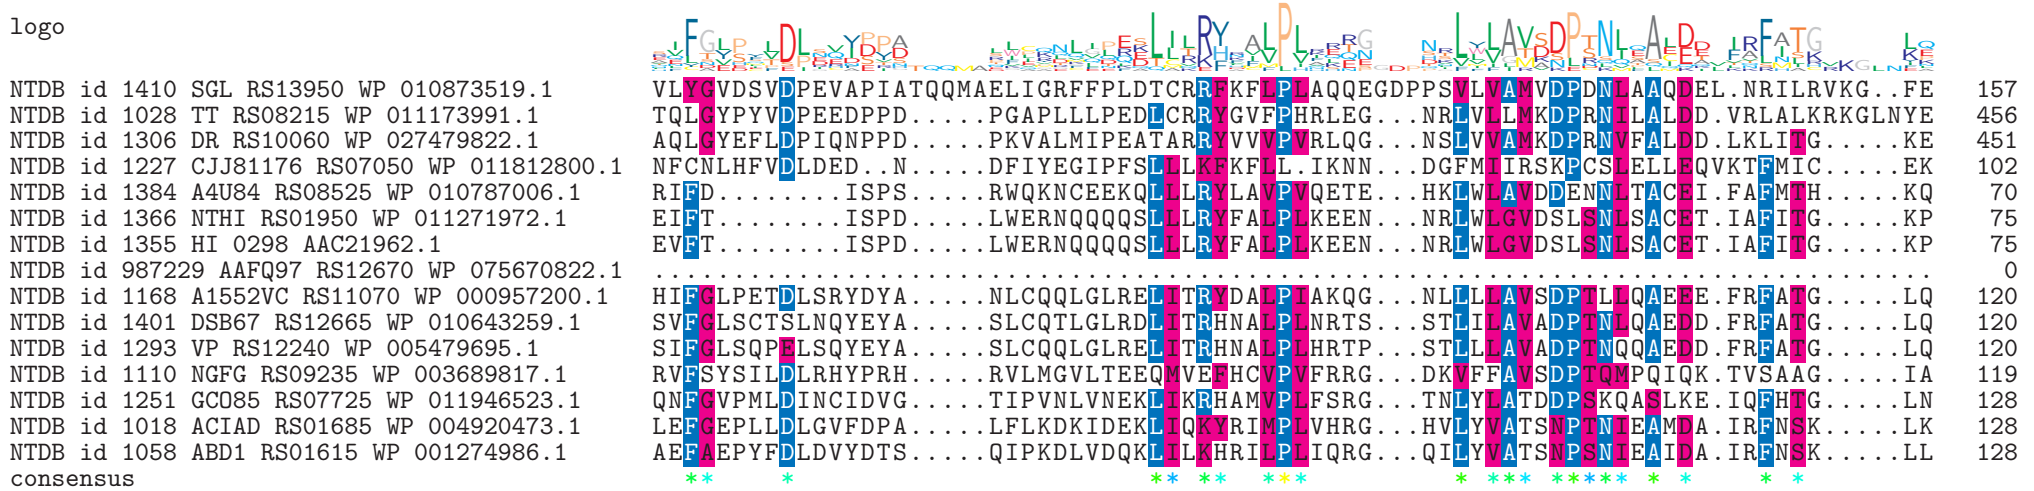 logo
NTDB id 1410 SGL RS13950 WP 010873519.1 VLYGVDSVDPEVAPIATQQMAELIGRFFPLDTCRRFKFLPLAQQEGDPPSVLVAMVDPDNLAAQDEL.NRILRVKG..FE 157
NTDB id 1028 TT RS08215 WP 011173991.1 TQLGYPYVDPEEDPPD.....PGAPLLLPEDLCRRYGVFPHRLEG...NRLVLLMKDPRNILALDD.VRLALKRKGLNYE 456
NTDB id 1306 DR RS10060 WP 027479822.1 AQLGYEFLDPIQNPPD.....PKVALMIPEATARRYVVVPVRLQG...NSLVVAMKDPRNVFALDD.LKLITG.....KE 451
NTDB id 1227 CJJ81176 RS07050 WP 011812800.1 NFCNLHFVDLDED..N.....DFIYEGIPFSLLLKFKFLL.IKNN...DGFMIIRSKPCSLELLEQVKTFMIC.....EK 102
NTDB id 1384 A4U84 RS08525 WP 010787006.1 RIFD........ISPS.....RWQKNCEEKQLLLRYLAVPVQETE...HKLWLAVDDENNLTACEI.FAFMTH.....KQ 70
NTDB id 1366 NTHI RS01950 WP 011271972.1 EIFT........ISPD.....LWERNQQQQSLLLRYFALPLKEEN...NRLWLGVDSLSNLSACET.IAFITG.....KP 75
NTDB id 1355 HI 0298 AAC21962.1 EVFT........ISPD.....LWERNQQQQSLLLRYFALPLKEEN...NRLWLGVDSLSNLSACET.IAFITG.....KP 75
NTDB id 987229 AAFQ97 RS12670 WP 075670822.1 ................................................................................ 0
NTDB id 1168 A1552VC RS11070 WP 000957200.1 HIFGLPETDLSRYDYA.....NLCQQLGLRELITRYDALPIAKQG...NLLLLAVSDPTLLQAEEE.FRFATG.....LQ 120
NTDB id 1401 DSB67 RS12665 WP 010643259.1 SVFGLSCTSLNQYEYA.....SLCQTLGLRDLITRHNALPLNRTS...STLILAVADPTNLQAEDD.FRFATG.....LQ 120
NTDB id 1293 VP RS12240 WP 005479695.1 SIFGLSQPELSQYEYA.....SLCQQLGLRELITRHNALPLHRTP...STLLLAVADPTNQQAEDD.FRFATG.....LQ 120
NTDB id 1110 NGFG RS09235 WP 003689817.1 RVFSYSILDLRHYPRH.....RVLMGVLTEEQMVEFHCVPVFRRG...DKVFFAVSDPTQMPQIQK.TVSAAG.....IA 119
NTDB id 1251 GCO85 RS07725 WP 011946523.1 QNFGVPMLDINCIDVG.....TIPVNLVNEKLIKRHAMVPLFSRG...TNLYLATDDPSKQASLKE.IQFHTG.....LN 128
NTDB id 1018 ACIAD RS01685 WP 004920473.1 LEFGEPLLDLGVFDPA.....LFLKDKIDEKLIQKYRIMPLVHRG...HVLYVATSNPTNIEAMDA.IRFNSK.....LK 128
NTDB id 1058 ABD1 RS01615 WP 001274986.1 AEFAEPYFDLDVYDTS.....QIPKDLVDQKLILKHRILPLIQRG...QILYVATSNPSNIEAIDA.IRFNSK.....LL 128
consensus ** * ** ** *** * *** ***** * * * *